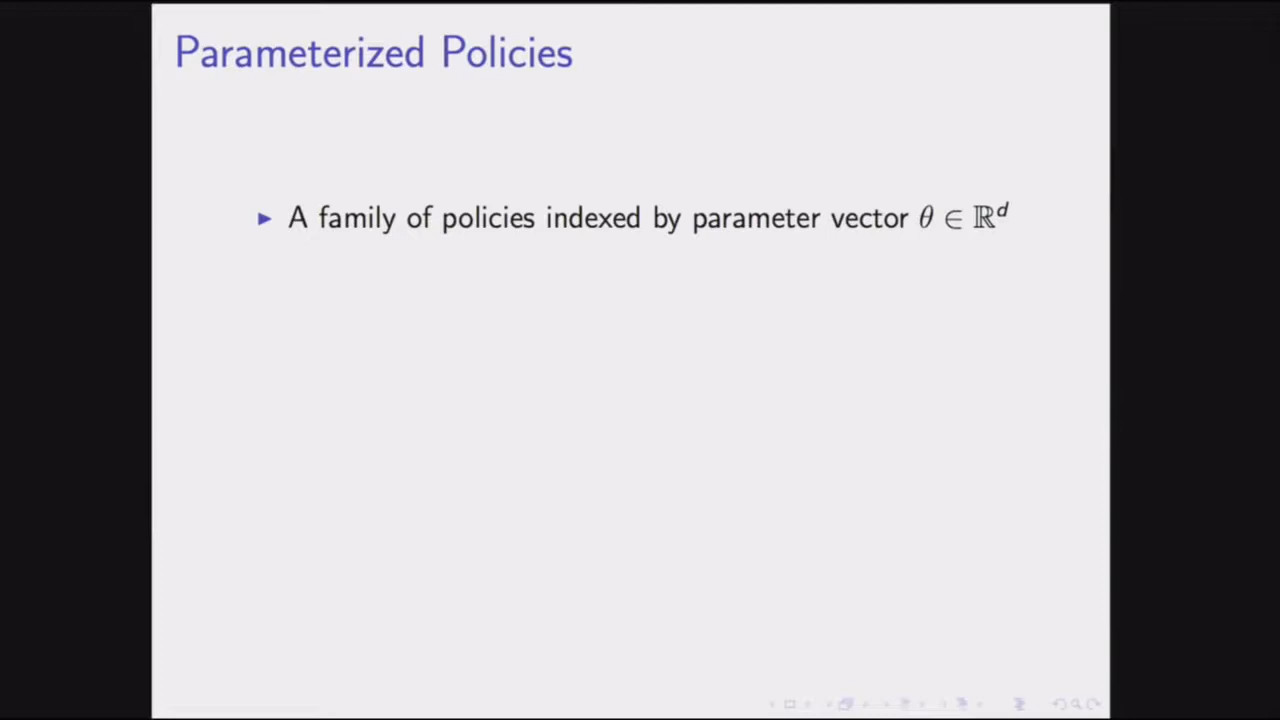 Parameterized Policies
▶ A family of policies indexed by parameter vector θ ∈ ℝᵈ